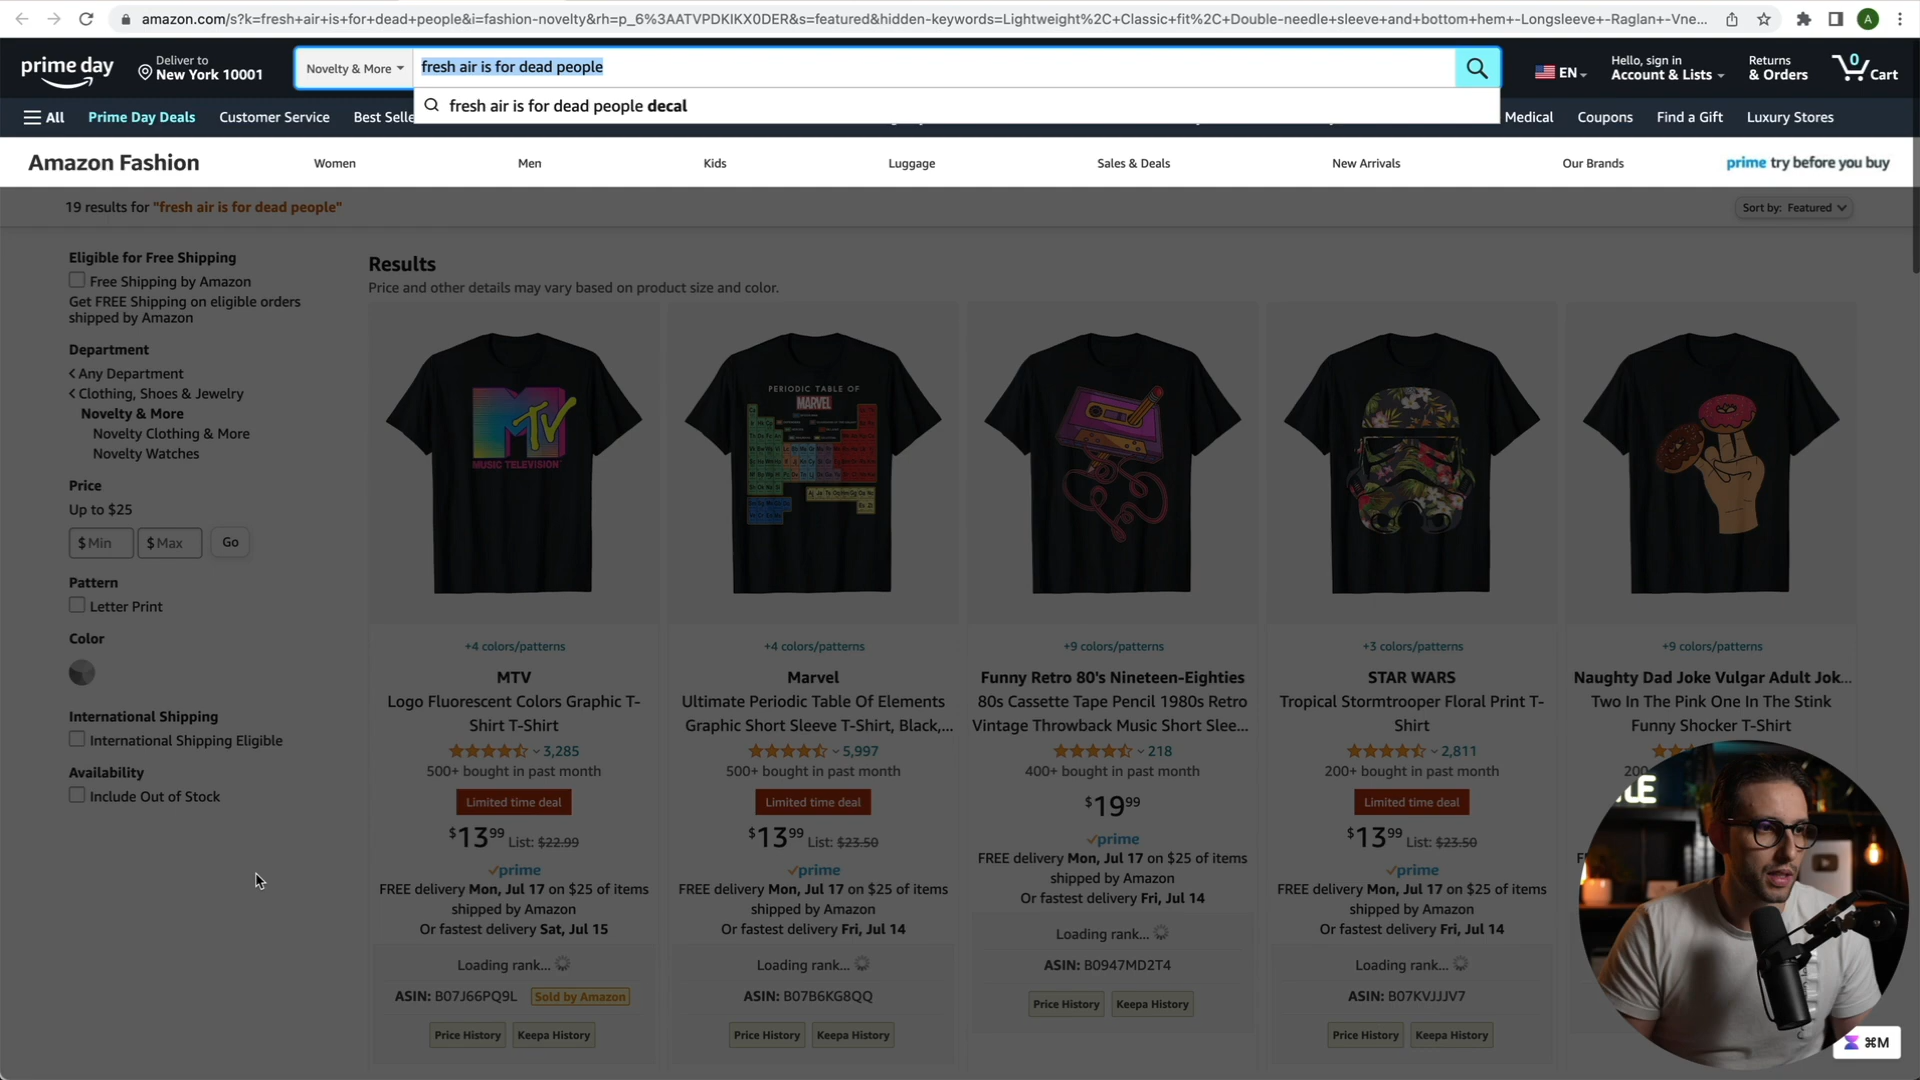 amazon.com/s?k=fresh+air+is+for+dead+people&i=fashion-novelty&rh=p_6%3AATVPDKIKX0DER&s=featured&hidden-keywords=Lightweight%2C+Classic+fit%2C+Double-needle+sleeve+and+bottom+hem+-Longsleeve+-Raglan+-Vne...
A
prime day
Deliver to
New York 10001
Novelty & More
fresh air is for dead people
EN
Hello, sign in
Account & Lists
Returns
& Orders
0
Cart
fresh air is for dead people decal
All
Prime Day Deals
Customer Service
Best Selle
Medical
Coupons
Find a Gift
Luxury Stores
Amazon Fashion
Women
Men
Kids
Luggage
Sales & Deals
New Arrivals
Our Brands
prime try before you buy
19 results for "fresh air is for dead people"
Sort by: Featured
Eligible for Free Shipping
Free Shipping by Amazon
Get FREE Shipping on eligible orders
shipped by Amazon
Department
Any Department
Clothing, Shoes & Jewelry
Novelty & More
Novelty Clothing & More
Novelty Watches
Price
Up to $25
$ Min
$ Max
Go
Pattern
Letter Print
Color
International Shipping
International Shipping Eligible
Availability
Include Out of Stock
Results
Price and other details may vary based on product size and color.
MTV
MUSIC TELEVISION
+4 colors/patterns
MTV
Logo Fluorescent Colors Graphic T-
Shirt T-Shirt
3,285
500+ bought in past month
Limited time deal
$13.99 List: $22.99
prime
FREE delivery Mon, Jul 17 on $25 of items
shipped by Amazon
Or fastest delivery Sat, Jul 15
Loading rank...
ASIN: B07J66PQ9L
Sold by Amazon
Price History
Keepa History
PERIODIC TABLE OF
MARVEL
+4 colors/patterns
Marvel
Ultimate Periodic Table Of Elements
Graphic Short Sleeve T-Shirt, Black,...
5,997
500+ bought in past month
Limited time deal
$13.99 List: $23.50
prime
FREE delivery Mon, Jul 17 on $25 of items
shipped by Amazon
Or fastest delivery Fri, Jul 14
Loading rank...
ASIN: B07B6KG8QQ
Price History
Keepa History
+9 colors/patterns
Funny Retro 80's Nineteen-Eighties
80s Cassette Tape Pencil 1980s Retro
Vintage Throwback Music Short Slee...
218
400+ bought in past month
$19.99
prime
FREE delivery Mon, Jul 17 on $25 of items
shipped by Amazon
Or fastest delivery Fri, Jul 14
Loading rank...
ASIN: B0947MD2T4
Price History
Keepa History
+3 colors/patterns
STAR WARS
Tropical Stormtrooper Floral Print T-
Shirt
2,811
200+ bought in past month
Limited time deal
$13.99 List: $23.50
prime
FREE delivery Mon, Jul 17 on $25 of items
shipped by Amazon
Or fastest delivery Fri, Jul 14
Loading rank...
ASIN: B07KVJJJV7
Price History
Keepa History
+9 colors/patterns
Naughty Dad Joke Vulgar Adult Jok...
Two In The Pink One In The Stink
Funny Shocker T-Shirt
200
⌘M